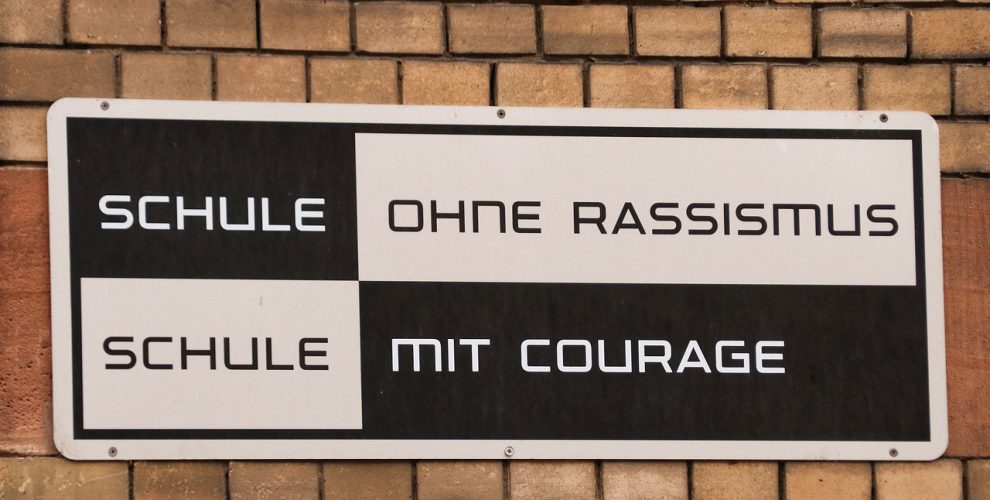 SCHULE OHNE RASSISMUS
SCHULE MIT COURAGE